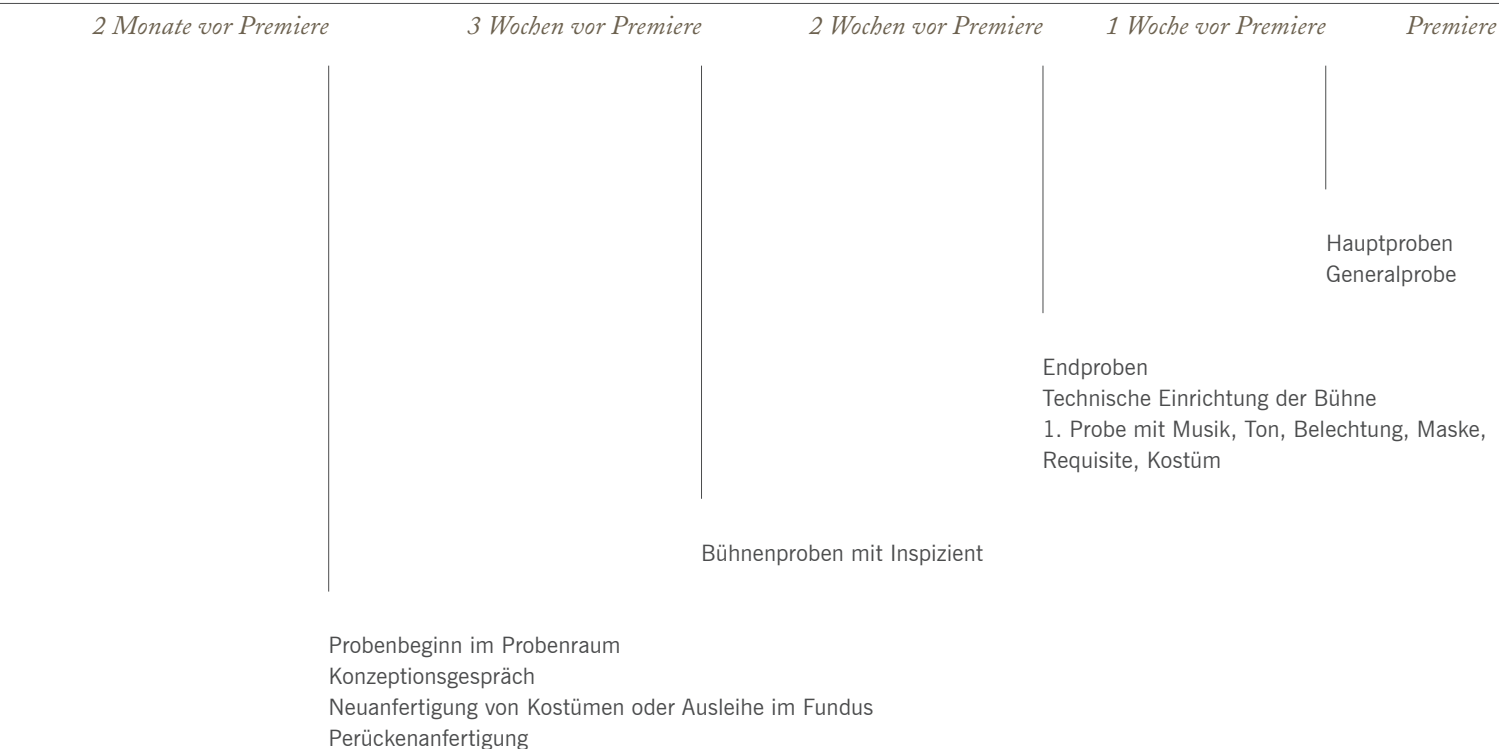 2 Monate vor Premiere
3 Wochen vor Premiere
2 Wochen vor Premiere
1 Woche vor Premiere
Premiere
Hauptproben
Generalprobe
Endproben
Technische Einrichtung der Bühne
1. Probe mit Musik, Ton, Belechtung, Maske,
Requisite, Kostüm
Bühnenproben mit Inspizient
Probenbeginn im Probenraum
Konzeptionsgespräch
Neuanfertigung von Kostümen oder Ausleihe im Fundus
Perückenanfertigung